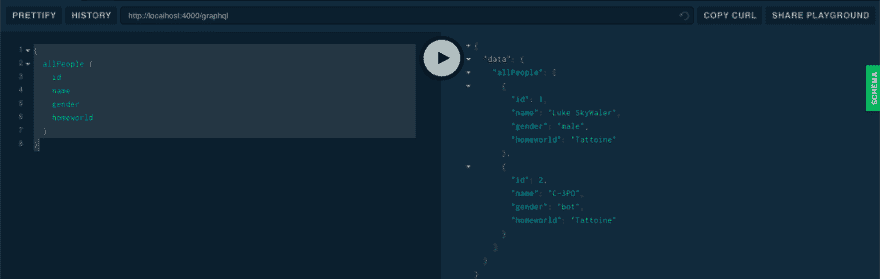 PRETTIFY HISTORY http://localhost:4000/graphql COPY CURL SHARE PLAYGROUND
1 {
2 allPeople {
3 id
4 name
5 gender
6 homeworld
7 }
8 }
{
"data": {
"allPeople": [
{
"id": 1,
"name": "Luke SkyWaler",
"gender": "male",
"homeworld": "Tattoine"
},
{
"id": 2,
"name": "C-3PO",
"gender": "bot",
"homeworld": "Tattoine"
}
]
}
}
SCHEMA